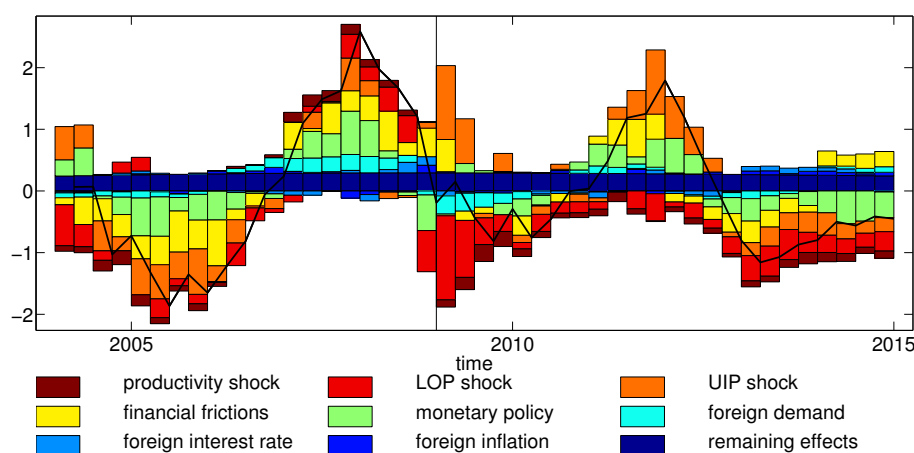 2
1
0
−1
−2
2005
2010
2015
time
productivity shock
LOP shock
UIP shock
financial frictions
monetary policy
foreign demand
foreign interest rate
foreign inflation
remaining effects